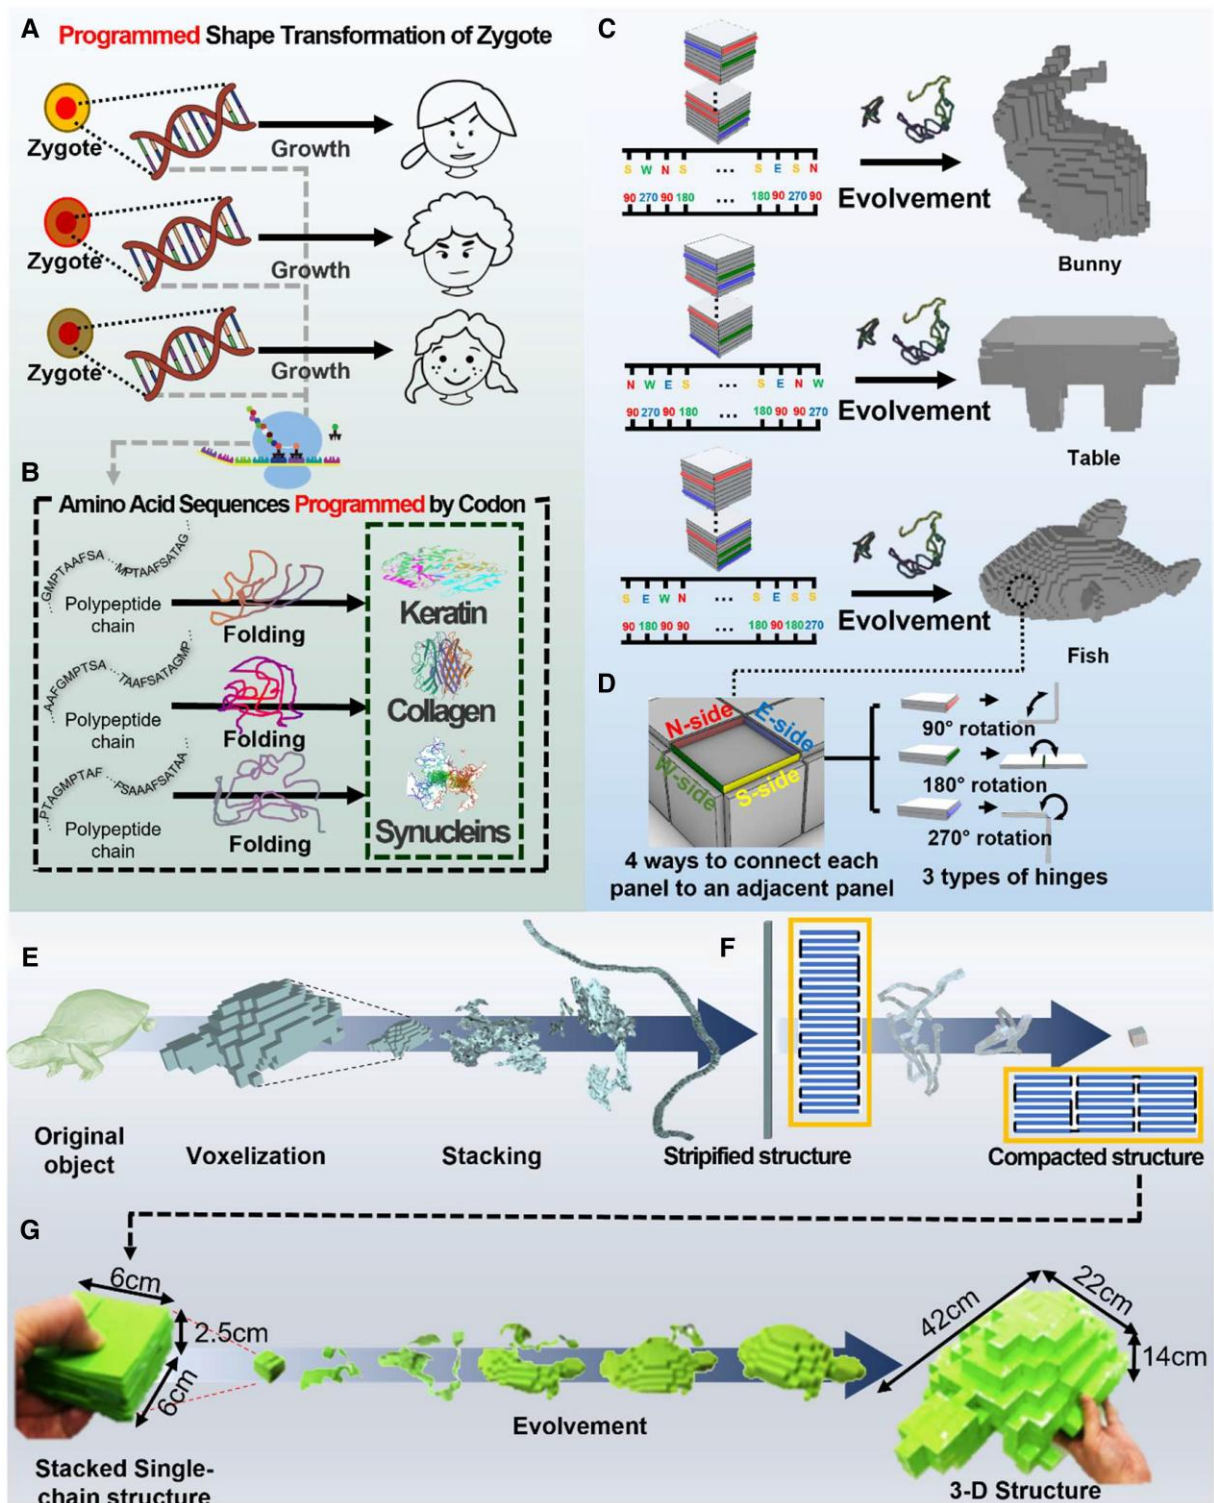 A
Programmed Shape Transformation of Zygote
Zygote
Growth
Zygote
Growth
Zygote
Growth
B
Amino Acid Sequences Programmed by Codon
GMPTAAFSA ... MPTAAFSATAG
Polypeptide
chain
Folding
Keratin
AAFGMPTSA ... TAAFSATAGMP
Polypeptide
chain
Folding
Collagen
PTAGMPTAF ... PSAAAFSATAA
Polypeptide
chain
Folding
Synucleins
C
S W N S ... S E S N
90 270 90 180 ... 180 90 270 90
Evolvement
Bunny
N W E S ... S E N W
90 270 90 180 ... 180 90 90 270
Evolvement
Table
S E W N ... S E S S
90 180 90 90 ... 180 90 180 270
Evolvement
Fish
D
N-side
E-side
W-side
S-side
90° rotation
180° rotation
270° rotation
4 ways to connect each
panel to an adjacent panel
3 types of hinges
E
F
Original
object
Voxelization
Stacking
Stripified structure
Compacted structure
G
6cm
2.5cm
6cm
Evolvement
42cm
22cm
14cm
Stacked Single-
chain structure
3-D Structure